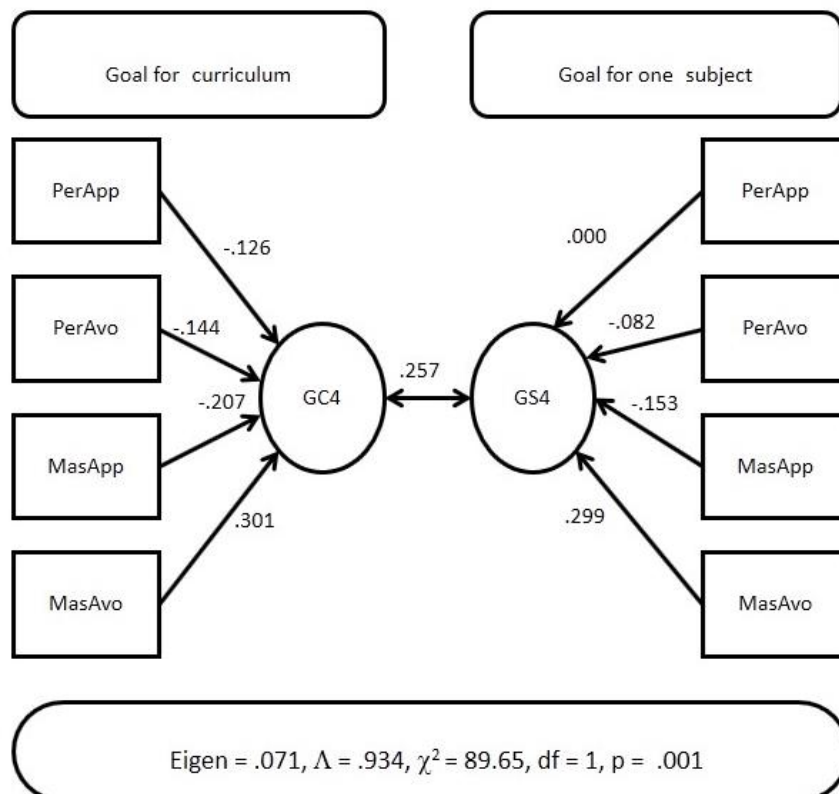 Goal for curriculum
Goal for one subject
PerApp
PerApp
-.126
.000
PerAvo
-.144
-.082
PerAvo
GC4
.257
GS4
-.207
-.153
MasApp
MasApp
.301
.299
MasAvo
MasAvo
Eigen = .071, Λ = .934, χ² = 89.65, df = 1, p = .001